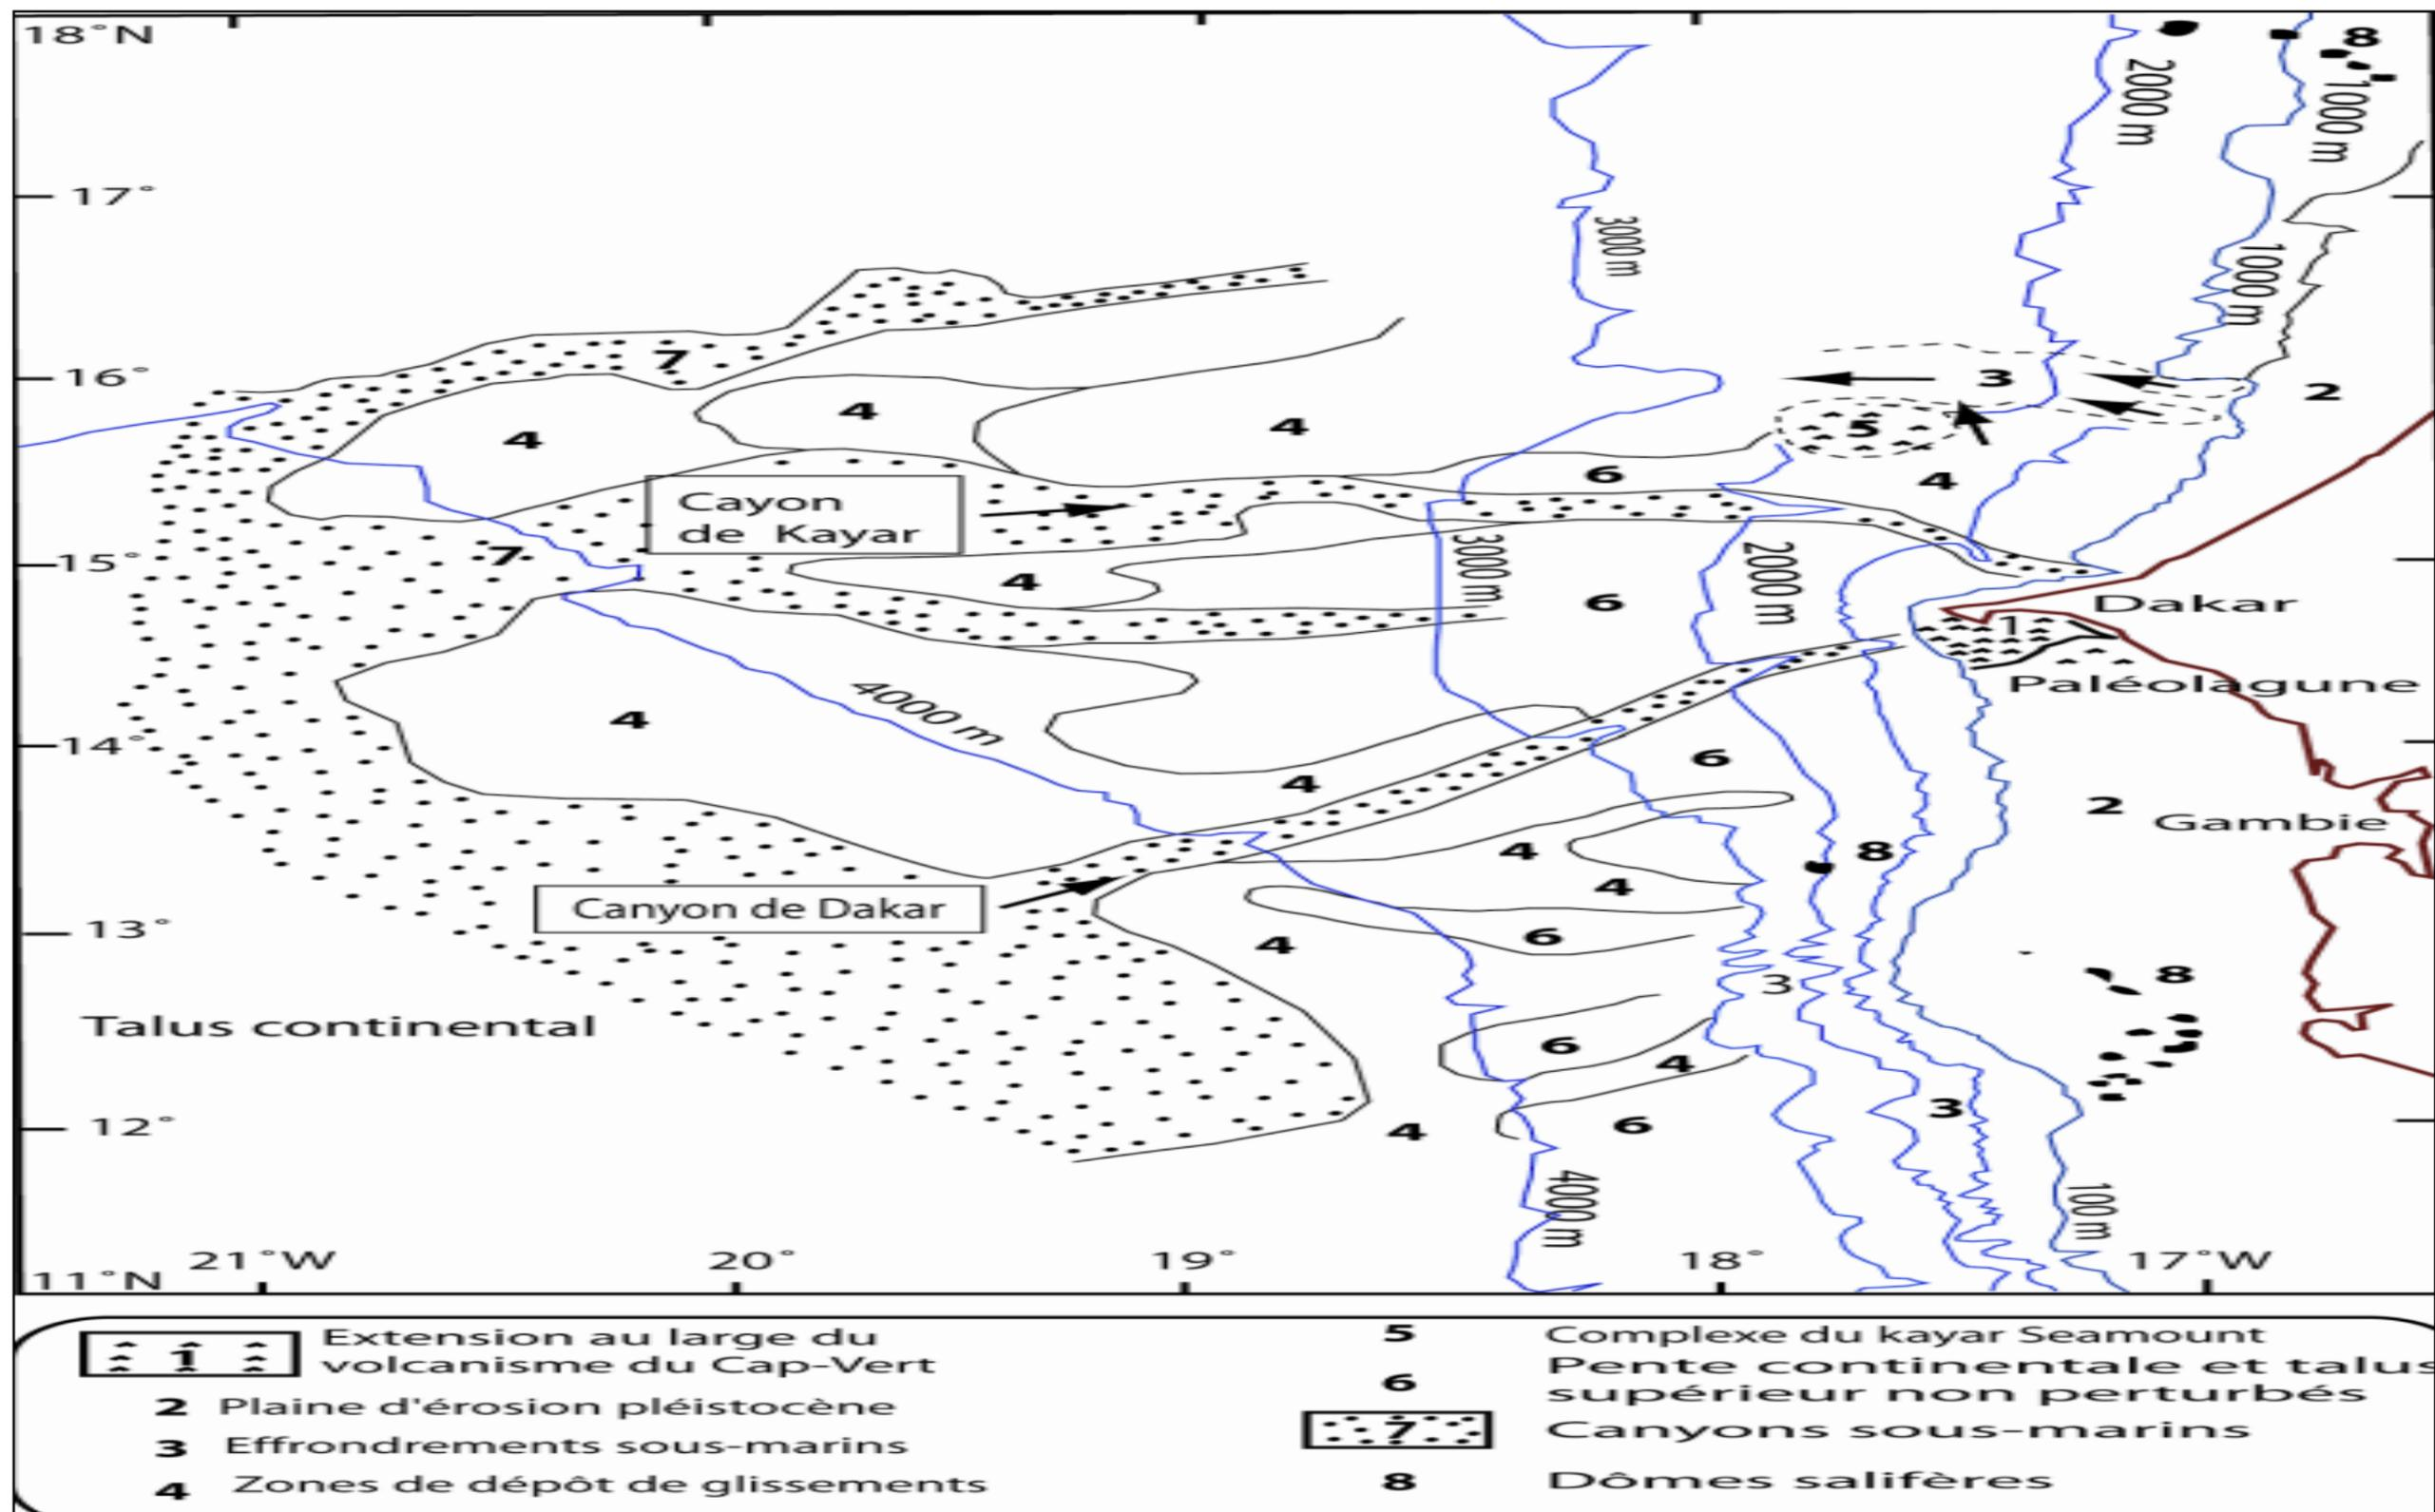 18°N
8
2000 m
1000 m
17°
3000 m
1000 m
7
16°
3
2
4
4
4
5
6
4
Cayon
de Kayar
15°
7
4
3000 m
2000 m
6
Dakar
1
Paléolagune
4
4000 m
14°
4
6
2
Gambie
4
8
4
Canyon de Dakar
13°
4
6
8
3
Talus continental
6
4
3
12°
4
6
4000 m
100 m
21°W
20°
19°
18°
17°W
11°N
1
Extension au large du
volcanisme du Cap-Vert
2 Plaine d'érosion pléistocène
3 Effrondrements sous-marins
4 Zones de dépôt de glissements
5 Complexe du kayar Seamount
6 Pente continentale et talus
supérieur non perturbés
7 Canyons sous-marins
8 Dômes salifères